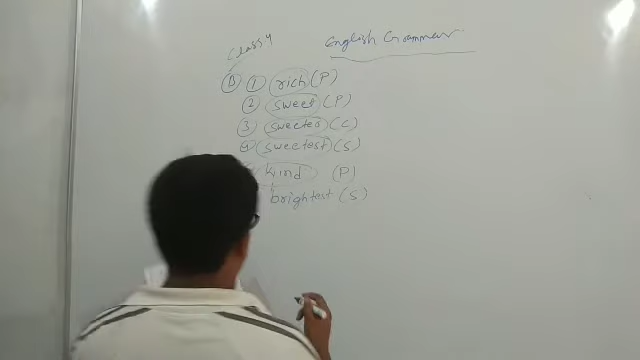 Class 4
English Grammar
B 1 rich (P)
2 sweet (P)
3 sweeter (C)
4 sweetest (S)
kind (P)
brightest (S)